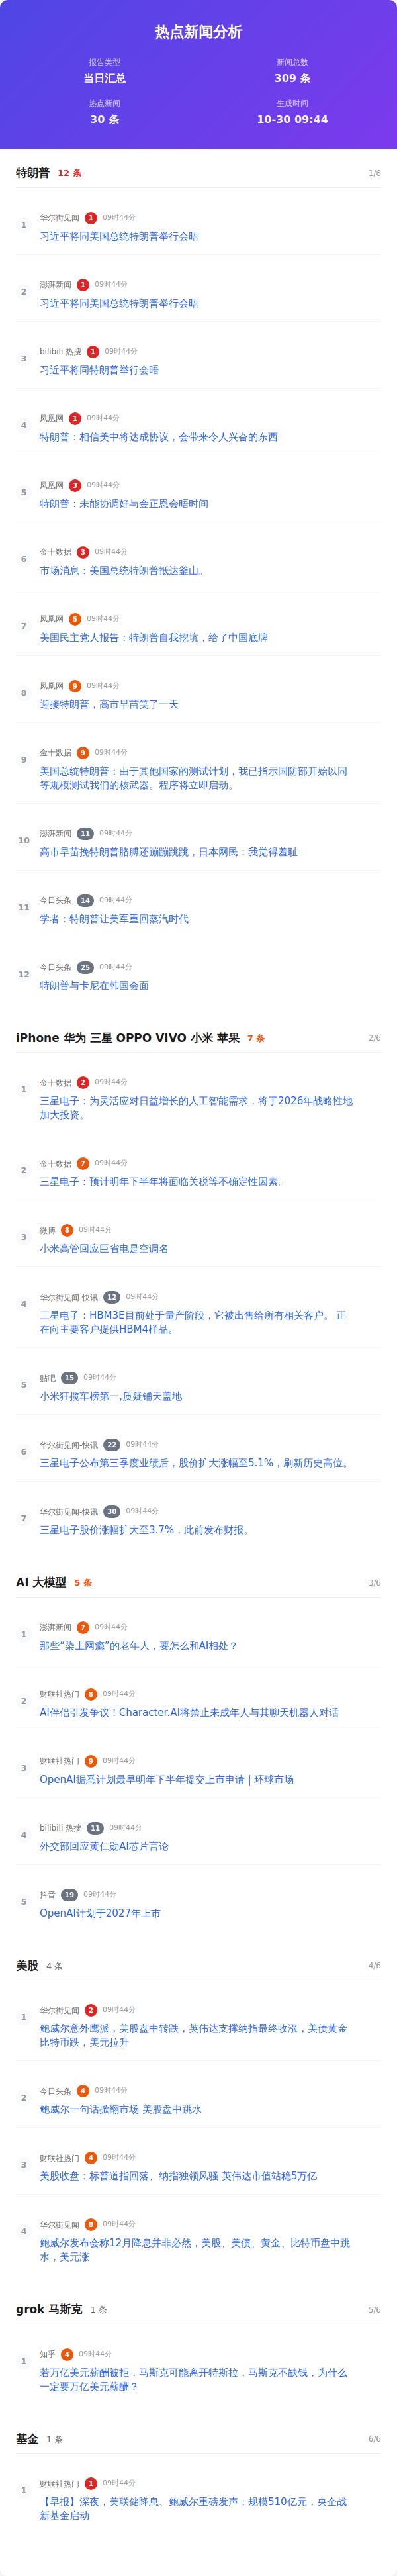 热点新闻分析
报告类型 新闻总数
当日汇总 309 条
热点新闻 生成时间
30 条 10-30 09:44
特朗普 12 条 1/6
1 华尔街见闻 1 09时44分
习近平将同美国总统特朗普举行会晤
2 澎湃新闻 1 09时44分
习近平将同美国总统特朗普举行会晤
3 bilibili 热搜 1 09时44分
习近平将同特朗普举行会晤
4 凤凰网 1 09时44分
特朗普：相信美中将达成协议，会带来令人兴奋的东西
5 凤凰网 3 09时44分
特朗普：未能协调好与金正恩会晤时间
6 金十数据 3 09时44分
市场消息：美国总统特朗普抵达釜山。
7 凤凰网 5 09时44分
美国民主党人报告：特朗普自我挖坑，给了中国底牌
8 凤凰网 9 09时44分
迎接特朗普，高市早苗笑了一天
9 金十数据 9 09时44分
美国总统特朗普：由于其他国家的测试计划，我已指示国防部开始以同
等规模测试我们的核武器。程序将立即启动。
10 澎湃新闻 11 09时44分
高市早苗挽特朗普胳膊还蹦蹦跳跳，日本网民：我觉得羞耻
11 今日头条 14 09时44分
学者：特朗普让美军重回蒸汽时代
12 今日头条 25 09时44分
特朗普与卡尼在韩国会面
iPhone 华为 三星 OPPO VIVO 小米 苹果 7 条 2/6
1 金十数据 2 09时44分
三星电子：为灵活应对日益增长的人工智能需求，将于2026年战略性地
加大投资。
2 金十数据 7 09时44分
三星电子：预计明年下半年将面临关税等不确定性因素。
3 微博 8 09时44分
小米高管回应巨省电是空调名
4 华尔街见闻-快讯 12 09时44分
三星电子：HBM3E目前处于量产阶段，它被出售给所有相关客户。 正
在向主要客户提供HBM4样品。
5 贴吧 15 09时44分
小米狂揽车榜第一,质疑铺天盖地
6 华尔街见闻-快讯 22 09时44分
三星电子公布第三季度业绩后，股价扩大涨幅至5.1%，刷新历史高位。
7 华尔街见闻-快讯 30 09时44分
三星电子股价涨幅扩大至3.7%，此前发布财报。
AI 大模型 5 条 3/6
1 澎湃新闻 7 09时44分
那些“染上网瘾”的老年人，要怎么和AI相处？
2 财联社热门 8 09时44分
AI伴侣引发争议！Character.AI将禁止未成年人与其聊天机器人对话
3 财联社热门 9 09时44分
OpenAI据悉计划最早明年下半年提交上市申请 | 环球市场
4 bilibili 热搜 11 09时44分
外交部回应黄仁勋AI芯片言论
5 抖音 19 09时44分
OpenAI计划于2027年上市
美股 4 条 4/6
1 华尔街见闻 2 09时44分
鲍威尔意外鹰派，美股盘中转跌，英伟达支撑纳指最终收涨，美债黄金
比特币跌，美元拉升
2 今日头条 4 09时44分
鲍威尔一句话掀翻市场 美股盘中跳水
3 财联社热门 4 09时44分
美股收盘：标普道指回落、纳指独领风骚 英伟达市值站稳5万亿
4 华尔街见闻 8 09时44分
鲍威尔发布会称12月降息并非必然，美股、美债、黄金、比特币盘中跳
水，美元涨
grok 马斯克 1 条 5/6
1 知乎 4 09时44分
若万亿美元薪酬被拒，马斯克可能离开特斯拉，马斯克不缺钱，为什么
一定要万亿美元薪酬？
基金 1 条 6/6
1 财联社热门 1 09时44分
【早报】深夜，美联储降息、鲍威尔重磅发声；规模510亿元，央企战
新基金启动